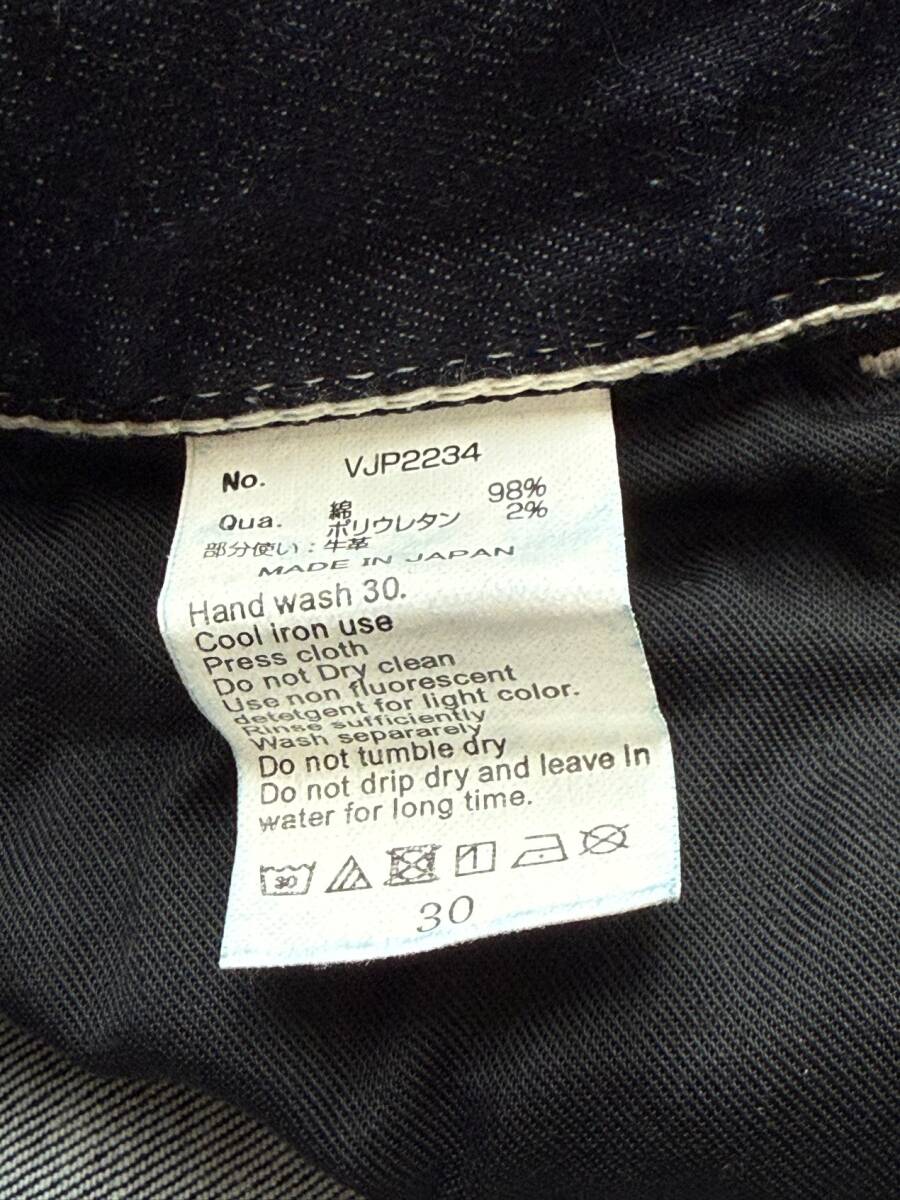 No. VJP2234
Qua. 綿 98%
ポリウレタン 2%
部分使い:牛革
MADE IN JAPAN
Hand wash 30.
Cool iron use
Press cloth
Do not Dry clean
Use non fluorescent
detelgent for light color.
Rinse sufficiently
Wash separarely
Do not tumble dry
Do not drip dry and leave In
water for long time.
30
30